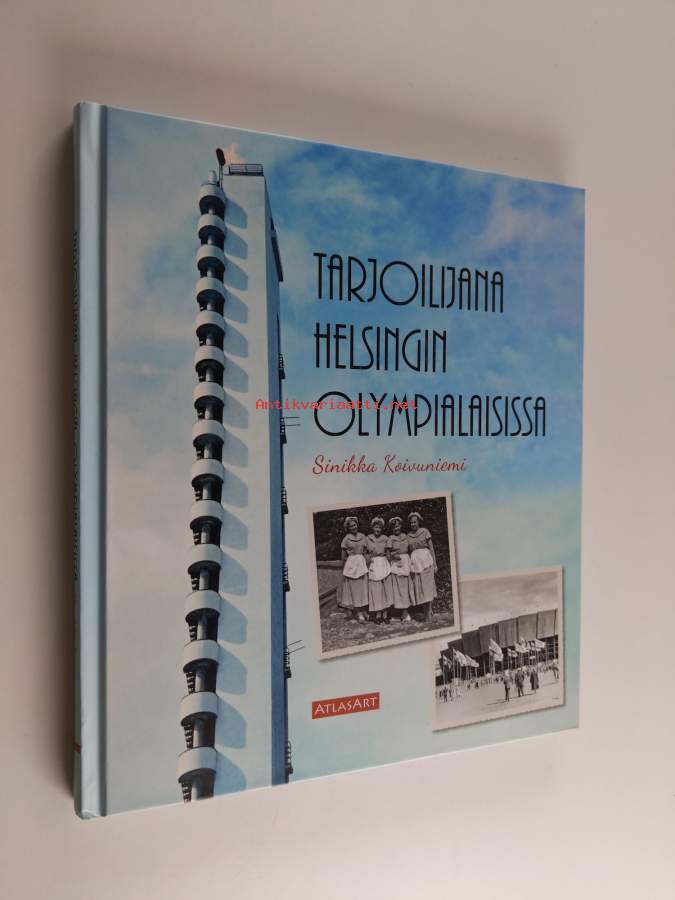 TARJOILIJANA
HELSINGIN
Antikvariaatti.net
OLYMPIALAISISSA
Sinikka Koivuniemi
ATLASART